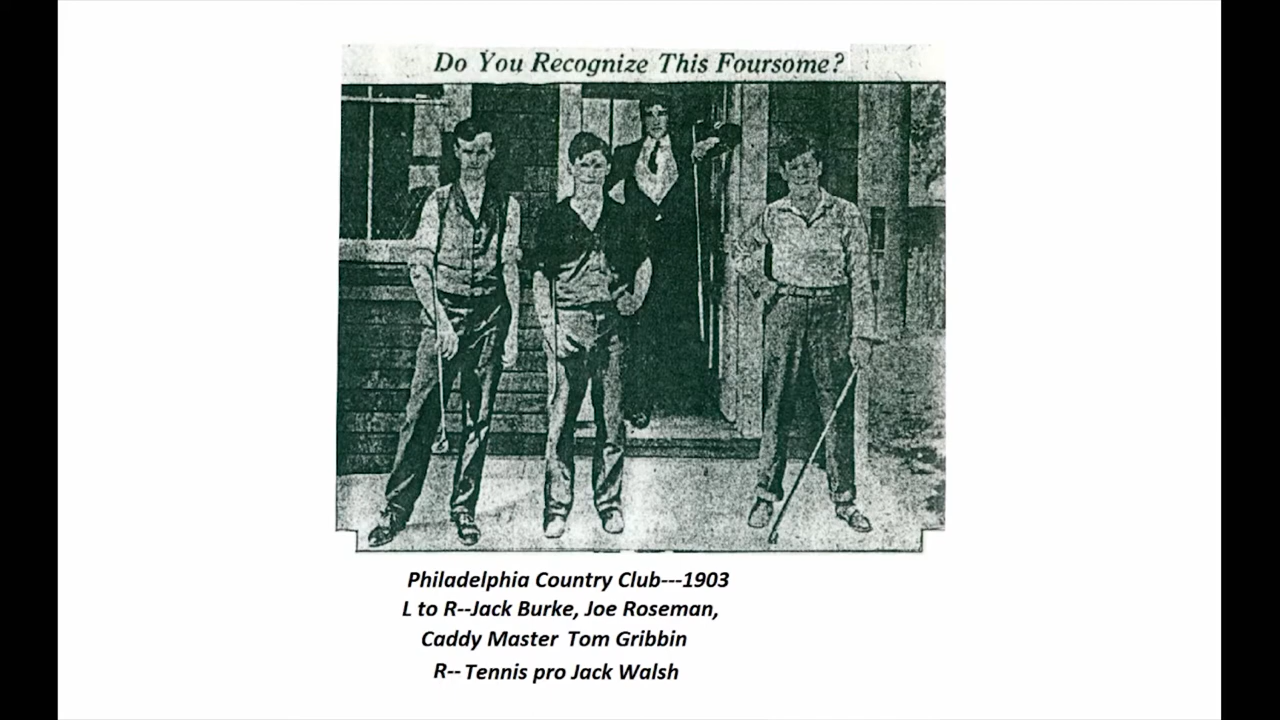 Do You Recognize This Foursome?
Philadelphia Country Club---1903
L to R--Jack Burke, Joe Roseman,
Caddy Master Tom Gribbin
R--Tennis pro Jack Walsh